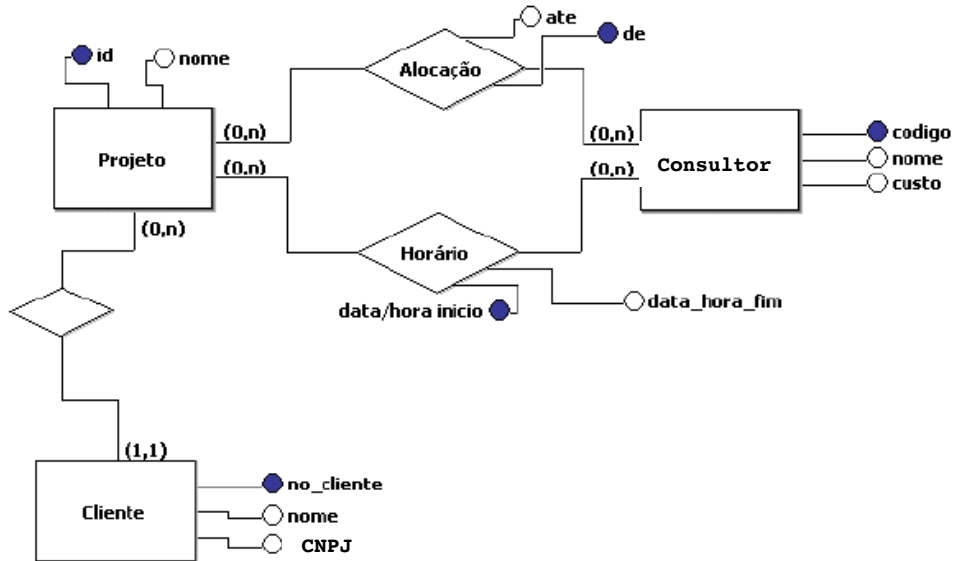 ate
de
id
nome
Alocação
(0,n)
(0,n)
Projeto
(0,n)
(0,n)
Consultor
codigo
nome
custo
(0,n)
Horário
data/hora inicio
data_hora_fim
(1,1)
Cliente
no_cliente
nome
CNPJ